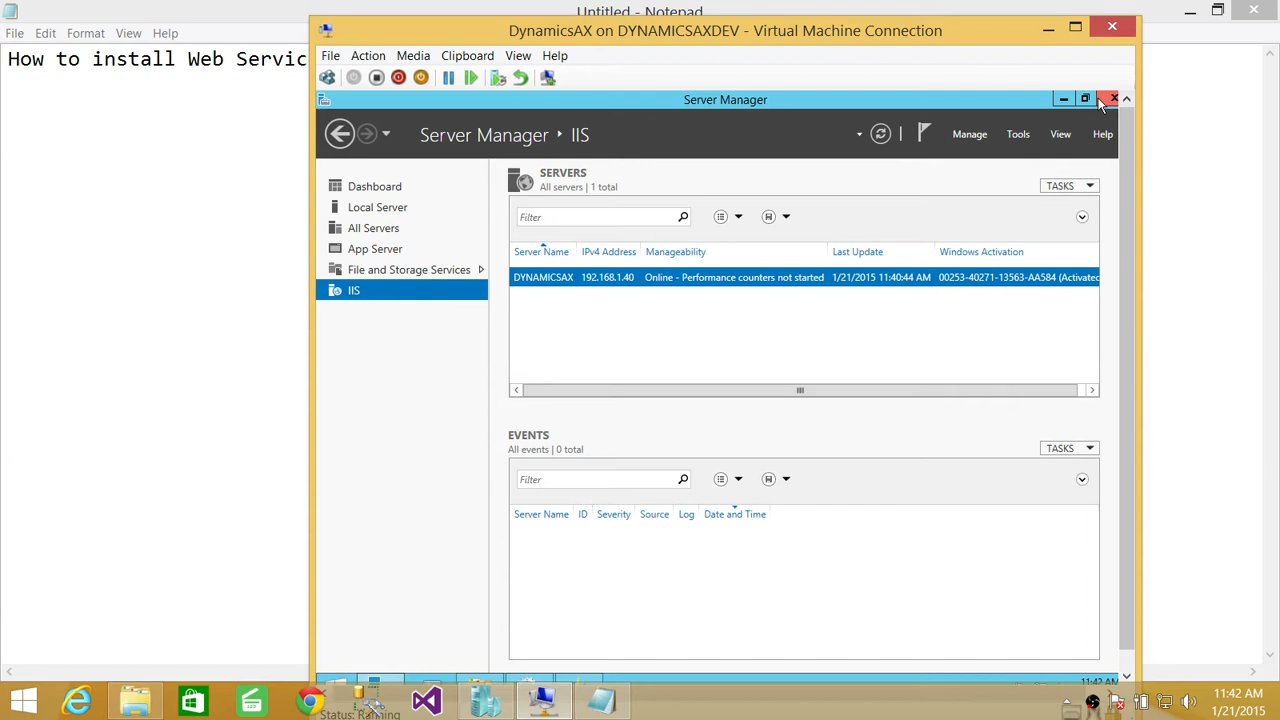 Untitled - Notepad
File Edit Format View Help
How to install Web Servic
DynamicsAX on DYNAMICSAXDEV - Virtual Machine Connection
File Action Media Clipboard View Help
Server Manager
Server Manager IIS
Manage Tools View Help
Dashboard
Local Server
All Servers
App Server
File and Storage Services
IIS
SERVERS
All servers | 1 total
TASKS
Filter
Server Name IPv4 Address Manageability Last Update Windows Activation
DYNAMICSAX 192.168.1.40 Online - Performance counters not started 1/21/2015 11:40:44 AM 00253-40271-13563-AA584 (Activated
EVENTS
All events | 0 total
TASKS
Filter
Server Name ID Severity Source Log Date and Time
11:42 AM
Status: Running
11:42 AM
1/21/2015